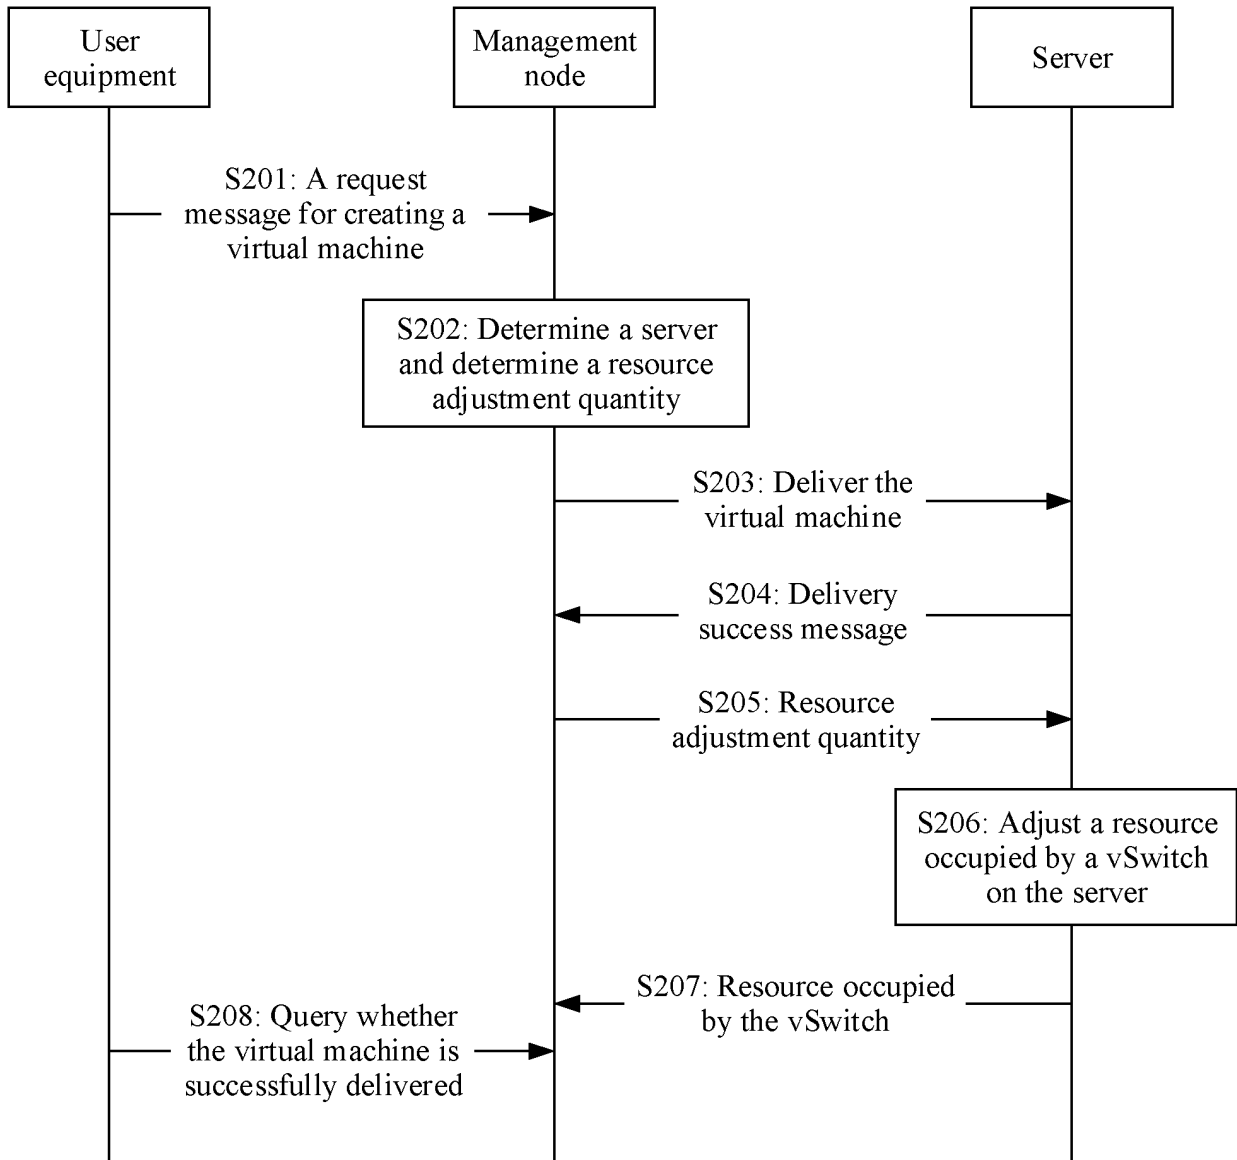 User
equipment
Management
node
Server
S201: A request
message for creating a
virtual machine
S202: Determine a server
and determine a resource
adjustment quantity
S203: Deliver the
virtual machine
S204: Delivery
success message
S205: Resource
adjustment quantity
S206: Adjust a resource
occupied by a vSwitch
on the server
S207: Resource occupied
by the vSwitch
S208: Query whether
the virtual machine is
successfully delivered